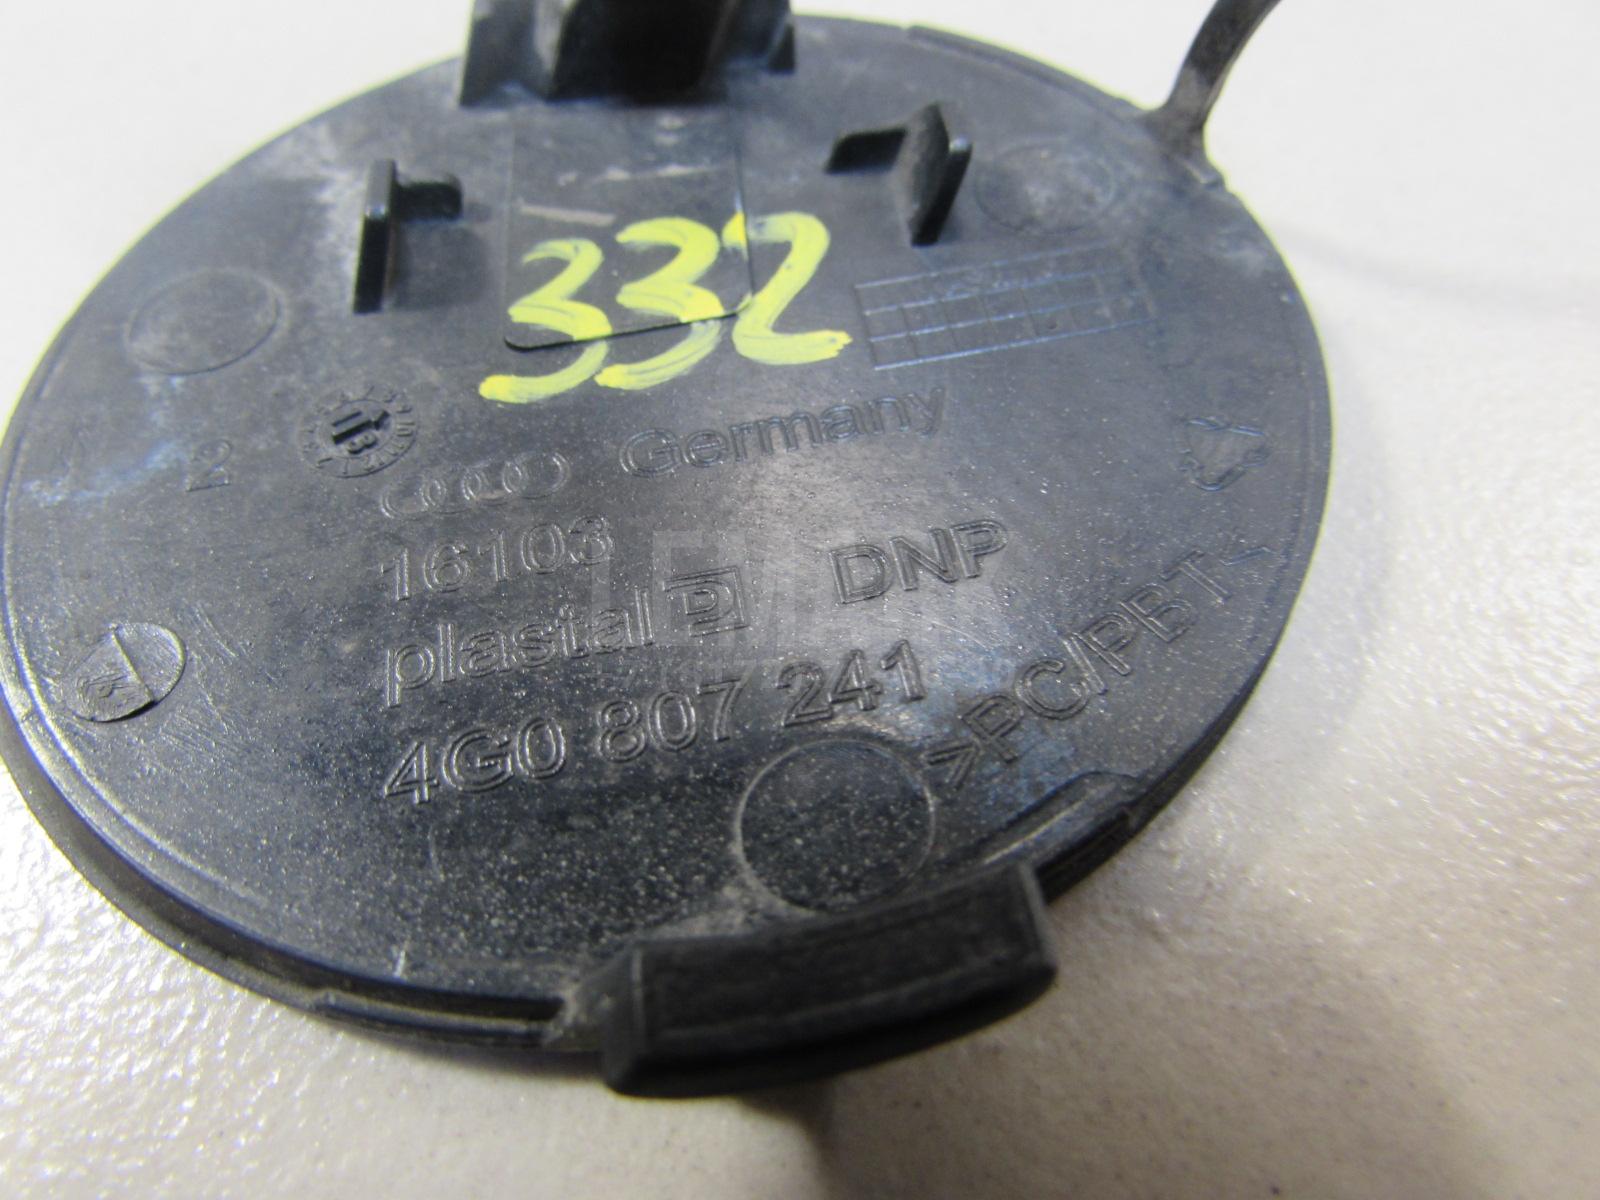 332
2
Germany
16103
plastal P DNP
4G0 807 241
>PC/PBT<